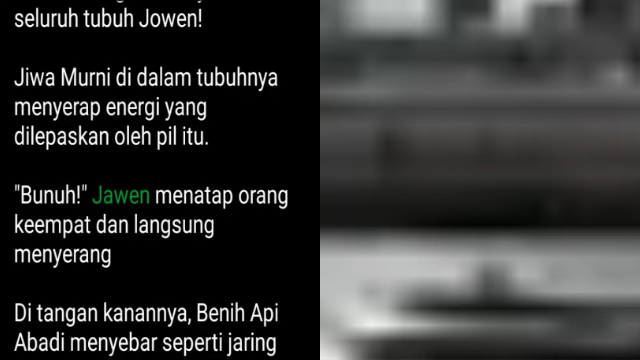 seluruh tubuh Jowen!
Jiwa Murni di dalam tubuhnya
menyerap energi yang
dilepaskan oleh pil itu.
"Bunuh!" Jawen menatap orang
keempat dan langsung
menyerang
Di tangan kanannya, Benih Api
Abadi menyebar seperti jaring